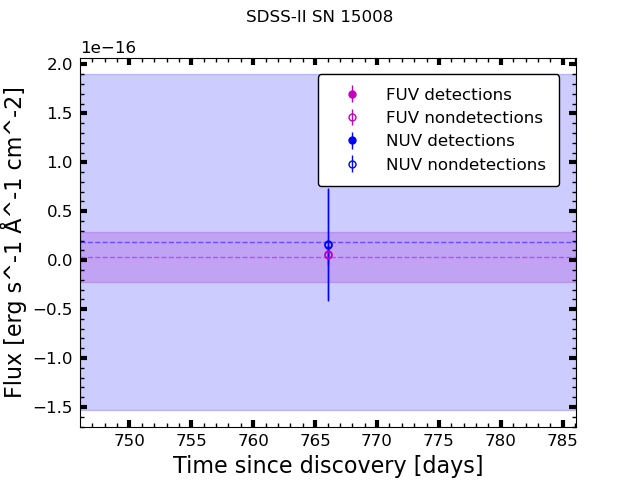 SDSS-II SN 15008
1e−16
2.0
1.5
1.0
0.5
0.0
−0.5
−1.0
−1.5
Flux [erg s^-1 Å^-1 cm^-2]
FUV detections
FUV nondetections
NUV detections
NUV nondetections
750 755 760 765 770 775 780 785
Time since discovery [days]